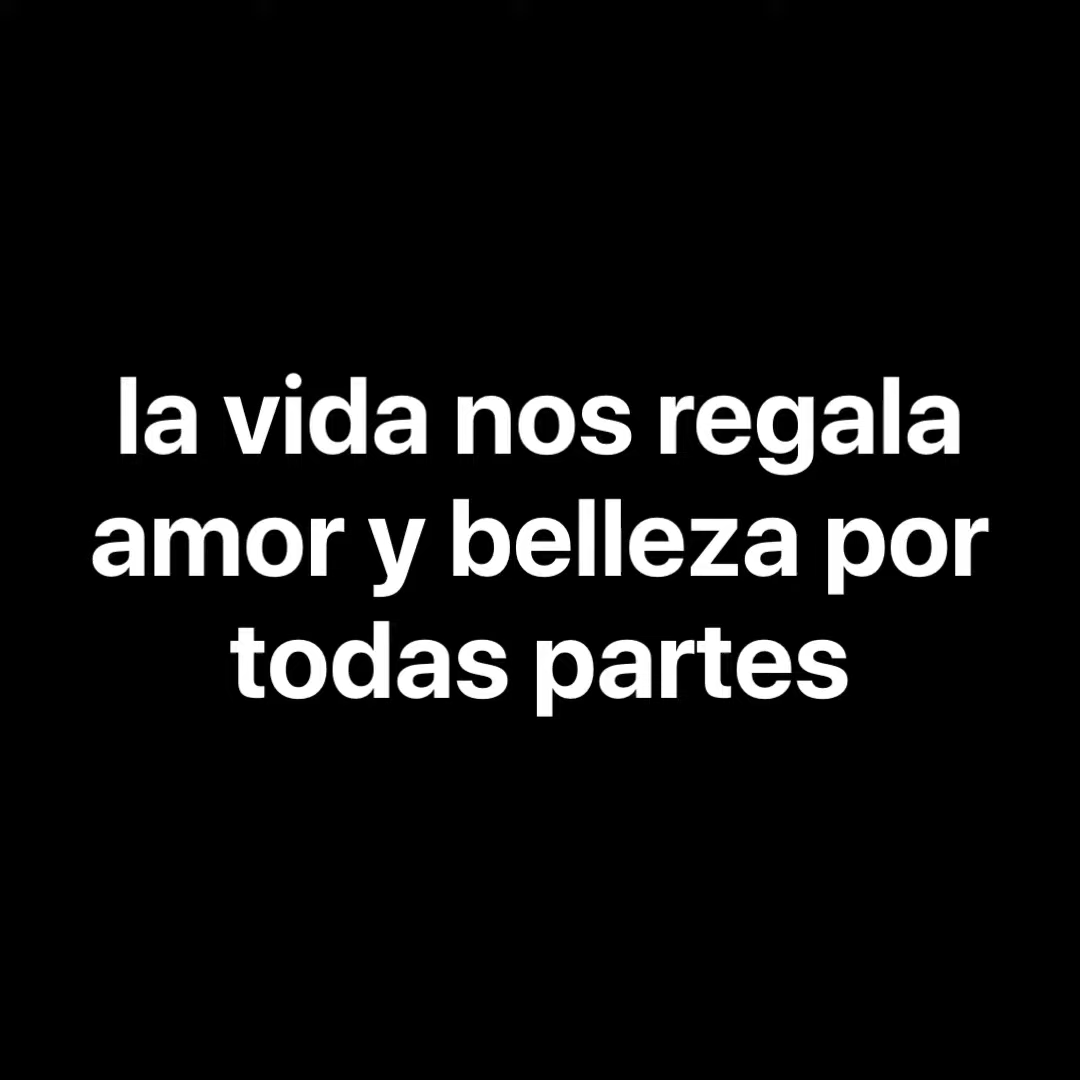 la vida nos regala
amor y belleza por
todas partes